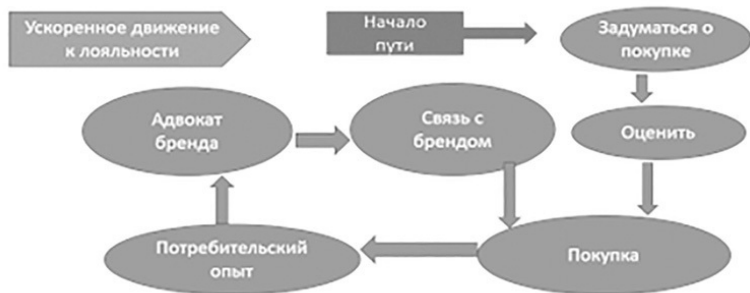 Ускоренное движение
к лояльности
Начало
пути
Задуматься о
покупке
Адвокат
бренда
Связь с
брендом
Оценить
Потребительский
опыт
Покупка